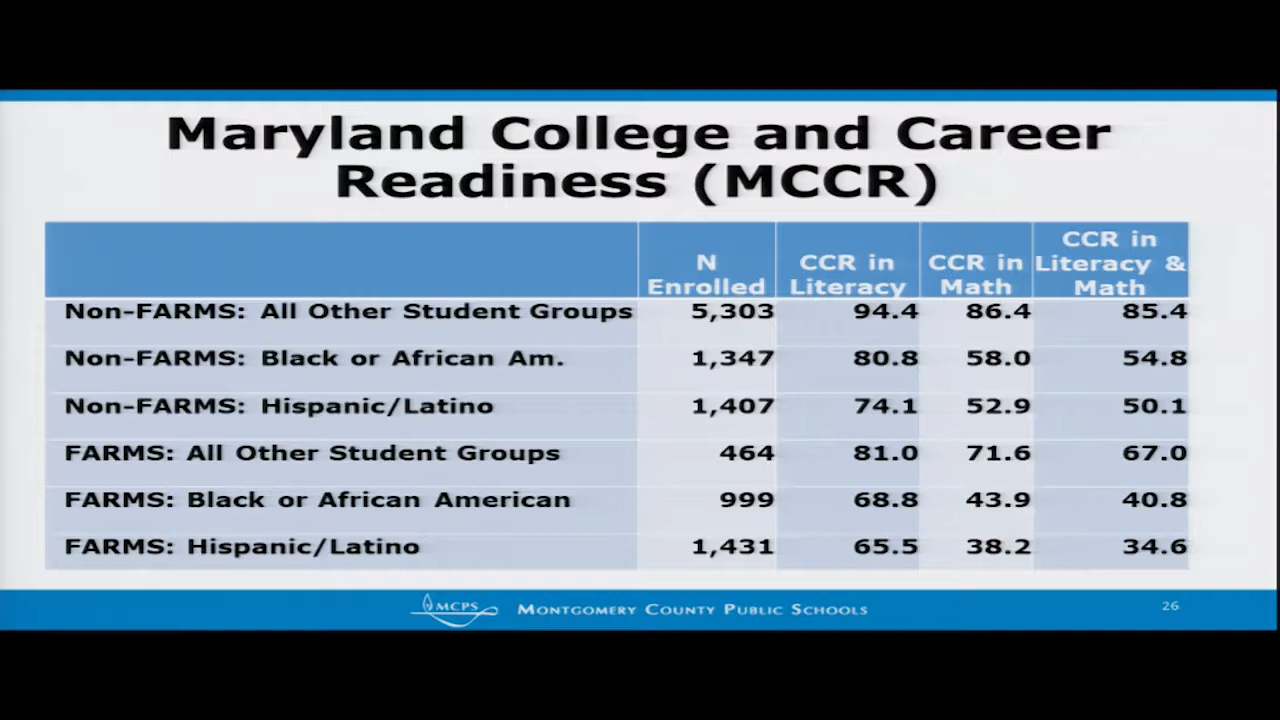 Maryland College and Career
Readiness (MCCR)
N Enrolled CCR in Literacy CCR in Math CCR in Literacy & Math
Non-FARMS: All Other Student Groups 5,303 94.4 86.4 85.4
Non-FARMS: Black or African Am. 1,347 80.8 58.0 54.8
Non-FARMS: Hispanic/Latino 1,407 74.1 52.9 50.1
FARMS: All Other Student Groups 464 81.0 71.6 67.0
FARMS: Black or African American 999 68.8 43.9 40.8
FARMS: Hispanic/Latino 1,431 65.5 38.2 34.6
MCPS MONTGOMERY COUNTY PUBLIC SCHOOLS 26